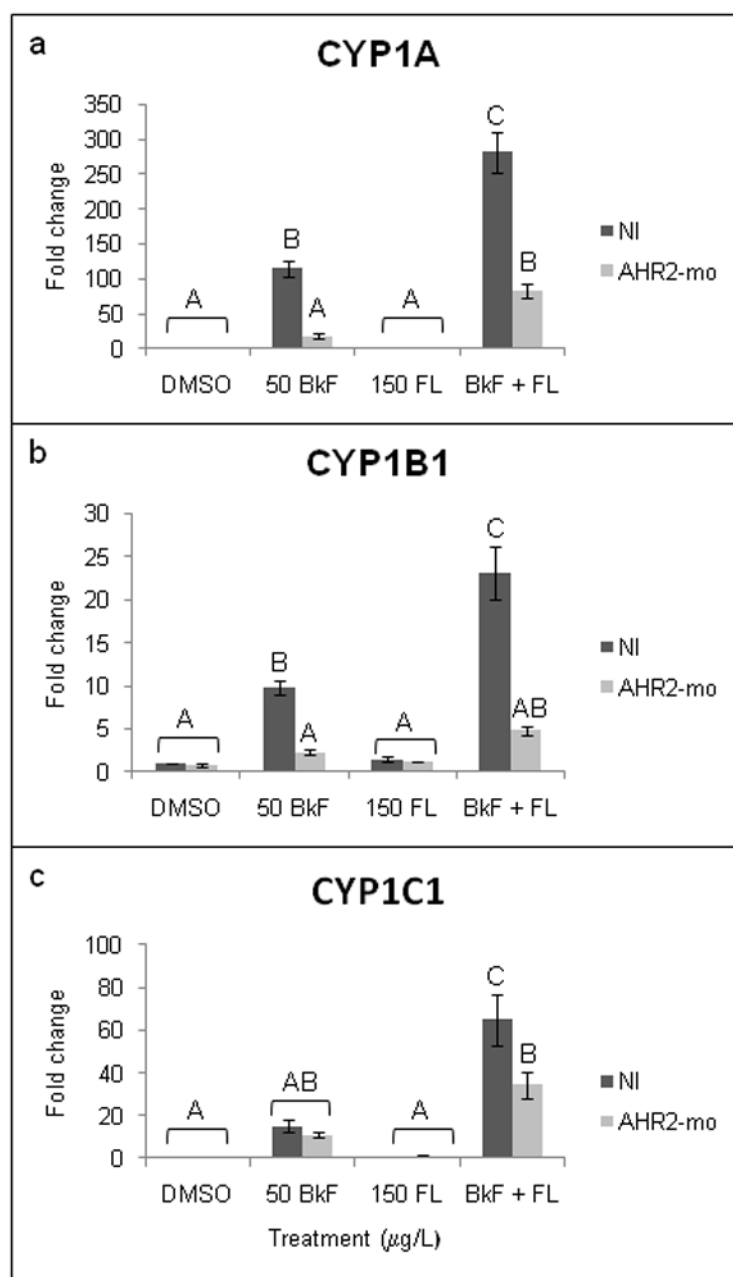 a
CYP1A
350
300
250
200
150
100
50
0
Fold change
C
B
B
A
A
A
NI
AHR2-mo
DMSO 50 BkF 150 FL BkF + FL
b
CYP1B1
30
25
20
15
10
5
0
Fold change
C
B
AB
A
A
A
NI
AHR2-mo
DMSO 50 BkF 150 FL BkF + FL
c
CYP1C1
100
80
60
40
20
0
Fold change
C
B
AB
A
A
NI
AHR2-mo
DMSO 50 BkF 150 FL BkF + FL
Treatment (µg/L)